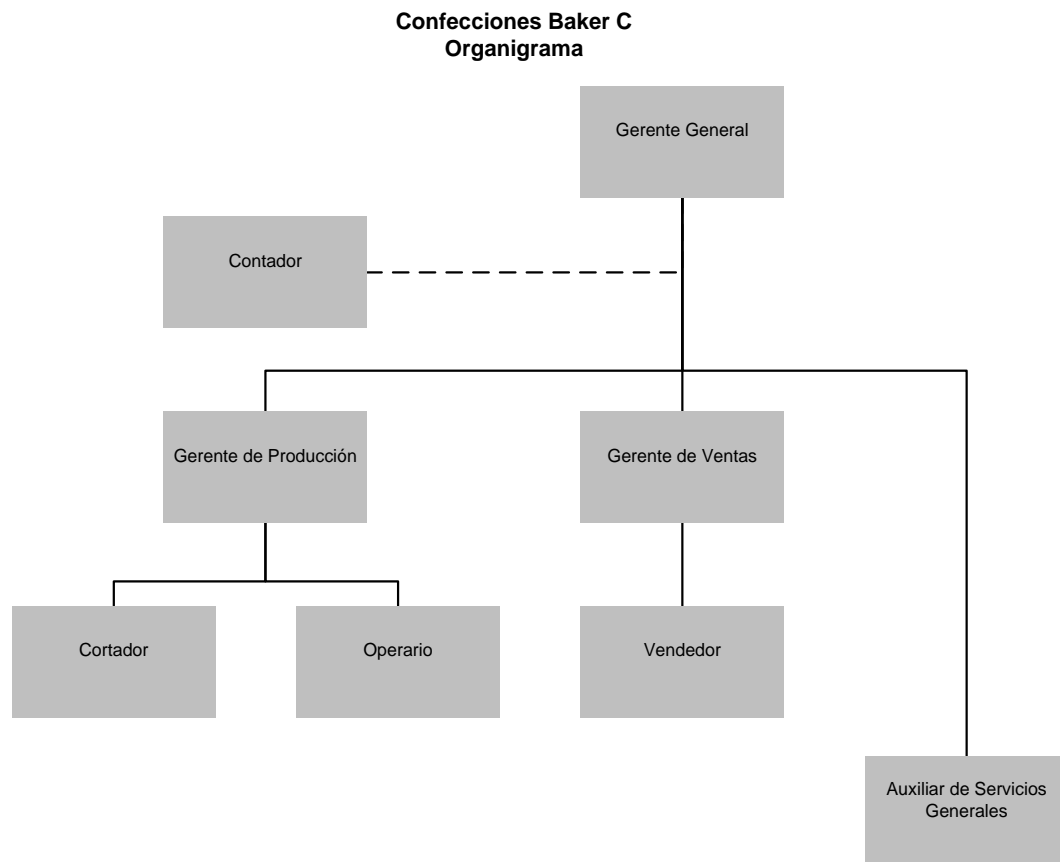 Confecciones Baker C
Organigrama
Gerente General
Contador
Gerente de Producción
Gerente de Ventas
Cortador
Operario
Vendedor
Auxiliar de Servicios
Generales